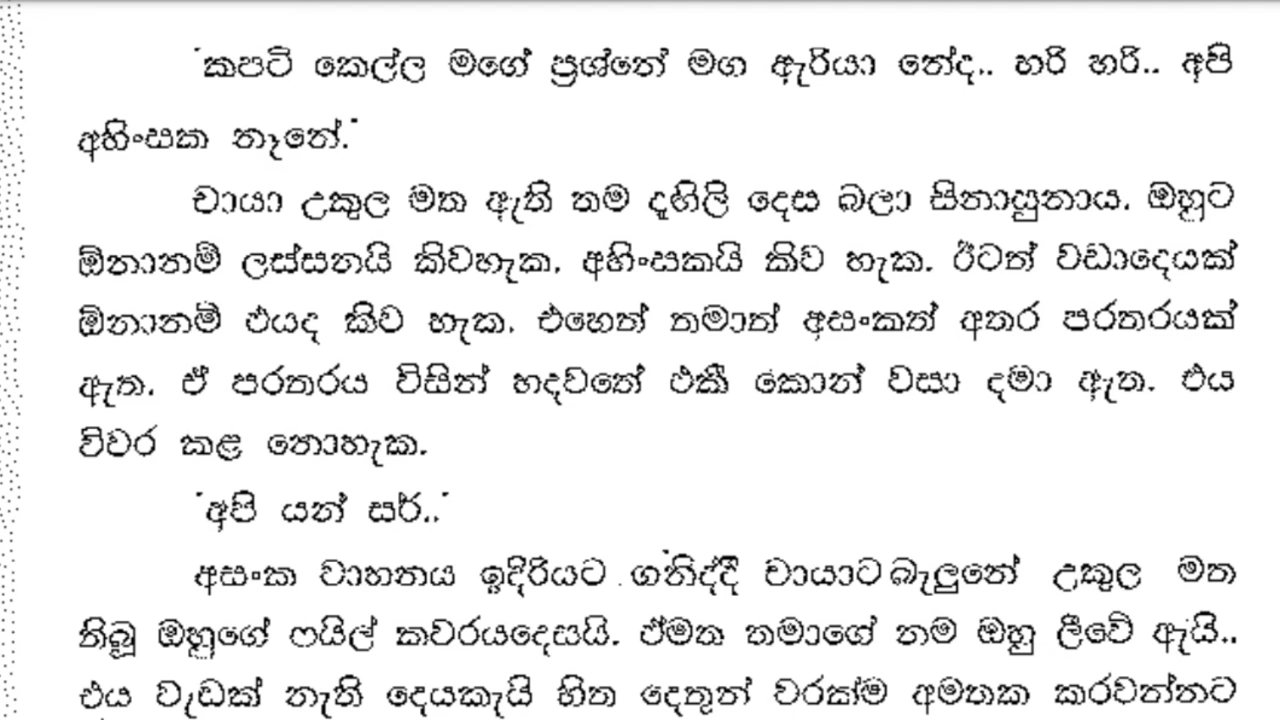 'කපටි කෙල්ල මගේ ප්‍රශ්නේ මග ඇරියා නේද.. හරි හරි.. අපි
අහිංසක නෑනේ.'
චායා උකුල මත ඇති තම දෑඟිලි දෙස බලා සිනාසුනාය. ඔහුට
ඕනානම් ලස්සනයි කිවහැක. අහිංසකයි කිව හැක. ඊටත් වඩාදෙයක්
ඕනානම් එයද කිව හැක. එහෙත් තමාත් අසංකත් අතර පරතරයක්
ඇත. ඒ පරතරය විසින් හදවතේ එකී කොන් වසා දමා ඇත. එය
විවර කළ නොහැක.
'අපි යන් සර්..'
අසංක වාහනය ඉදිරියට ගනිද්දී චායාට බැලුනේ උකුල මත
තිබූ ඔහුගේ ෆයිල් කවරයදෙසයි. ඒමත තමාගේ නම ඔහු ලීවේ ඇයි..
එය වැඩක් නැති දෙයකැයි හිත දෙතුන් වරක්ම අමතක කරවන්නට